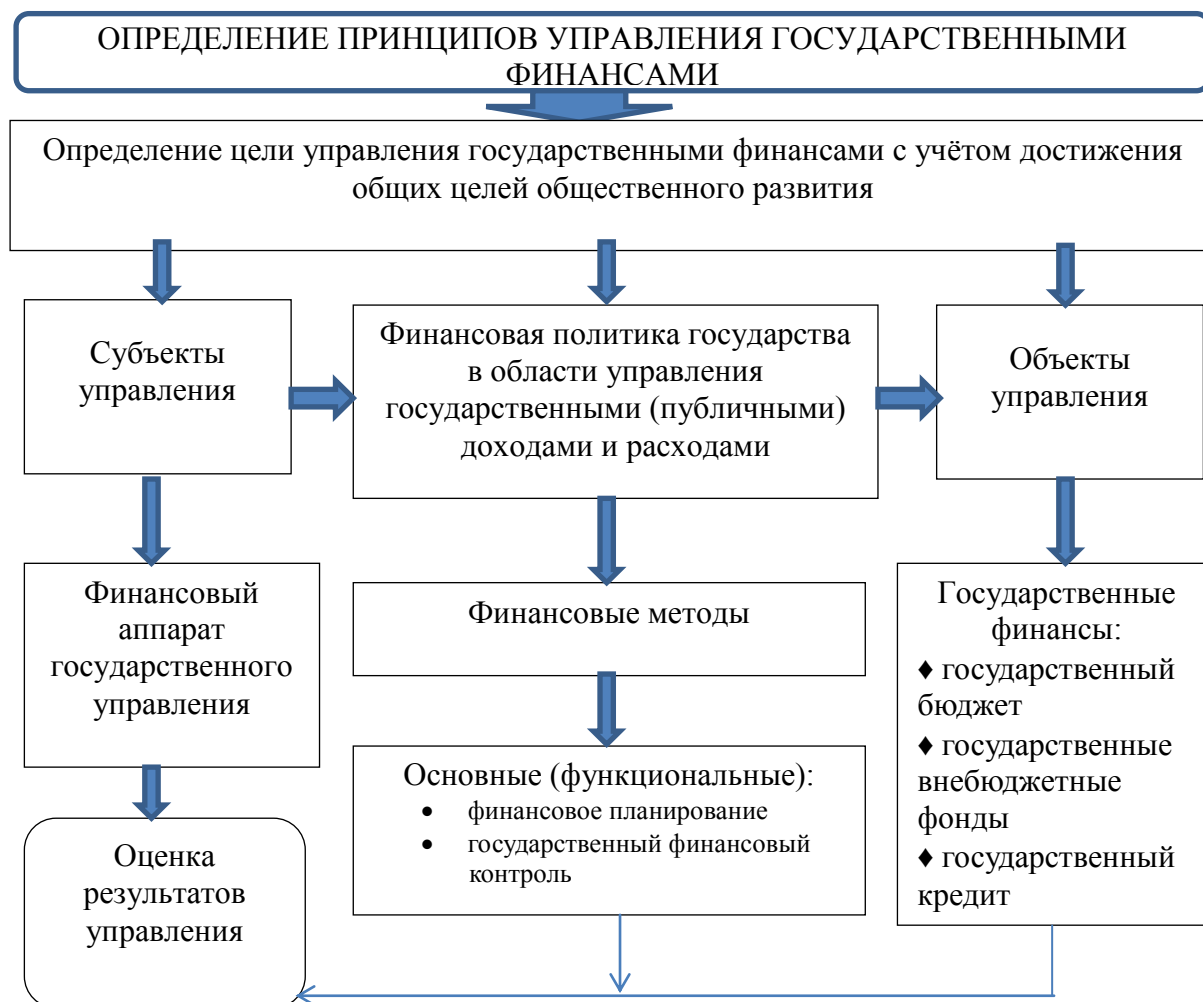 ОПРЕДЕЛЕНИЕ ПРИНЦИПОВ УПРАВЛЕНИЯ ГОСУДАРСТВЕННЫМИ
ФИНАНСАМИ
Определение цели управления государственными финансами с учётом достижения
общих целей общественного развития
Субъекты
управления
Финансовая политика государства
в области управления
государственными (публичными)
доходами и расходами
Объекты
управления
Финансовый
аппарат
государственного
управления
Финансовые методы
Государственные
финансы:
♦ государственный
бюджет
♦ государственные
внебюджетные
фонды
♦ государственный
кредит
Основные (функциональные):
• финансовое планирование
• государственный финансовый
контроль
Оценка
результатов
управления